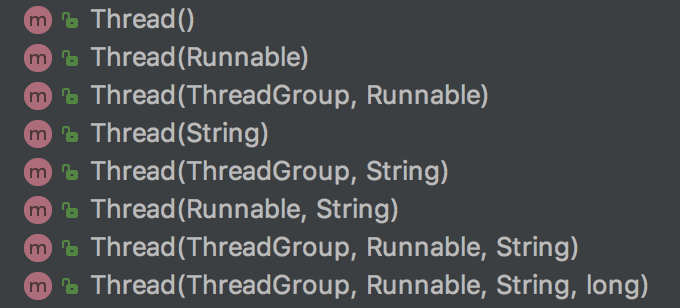 m Thread()
m Thread(Runnable)
m Thread(ThreadGroup, Runnable)
m Thread(String)
m Thread(ThreadGroup, String)
m Thread(Runnable, String)
m Thread(ThreadGroup, Runnable, String)
m Thread(ThreadGroup, Runnable, String, long)